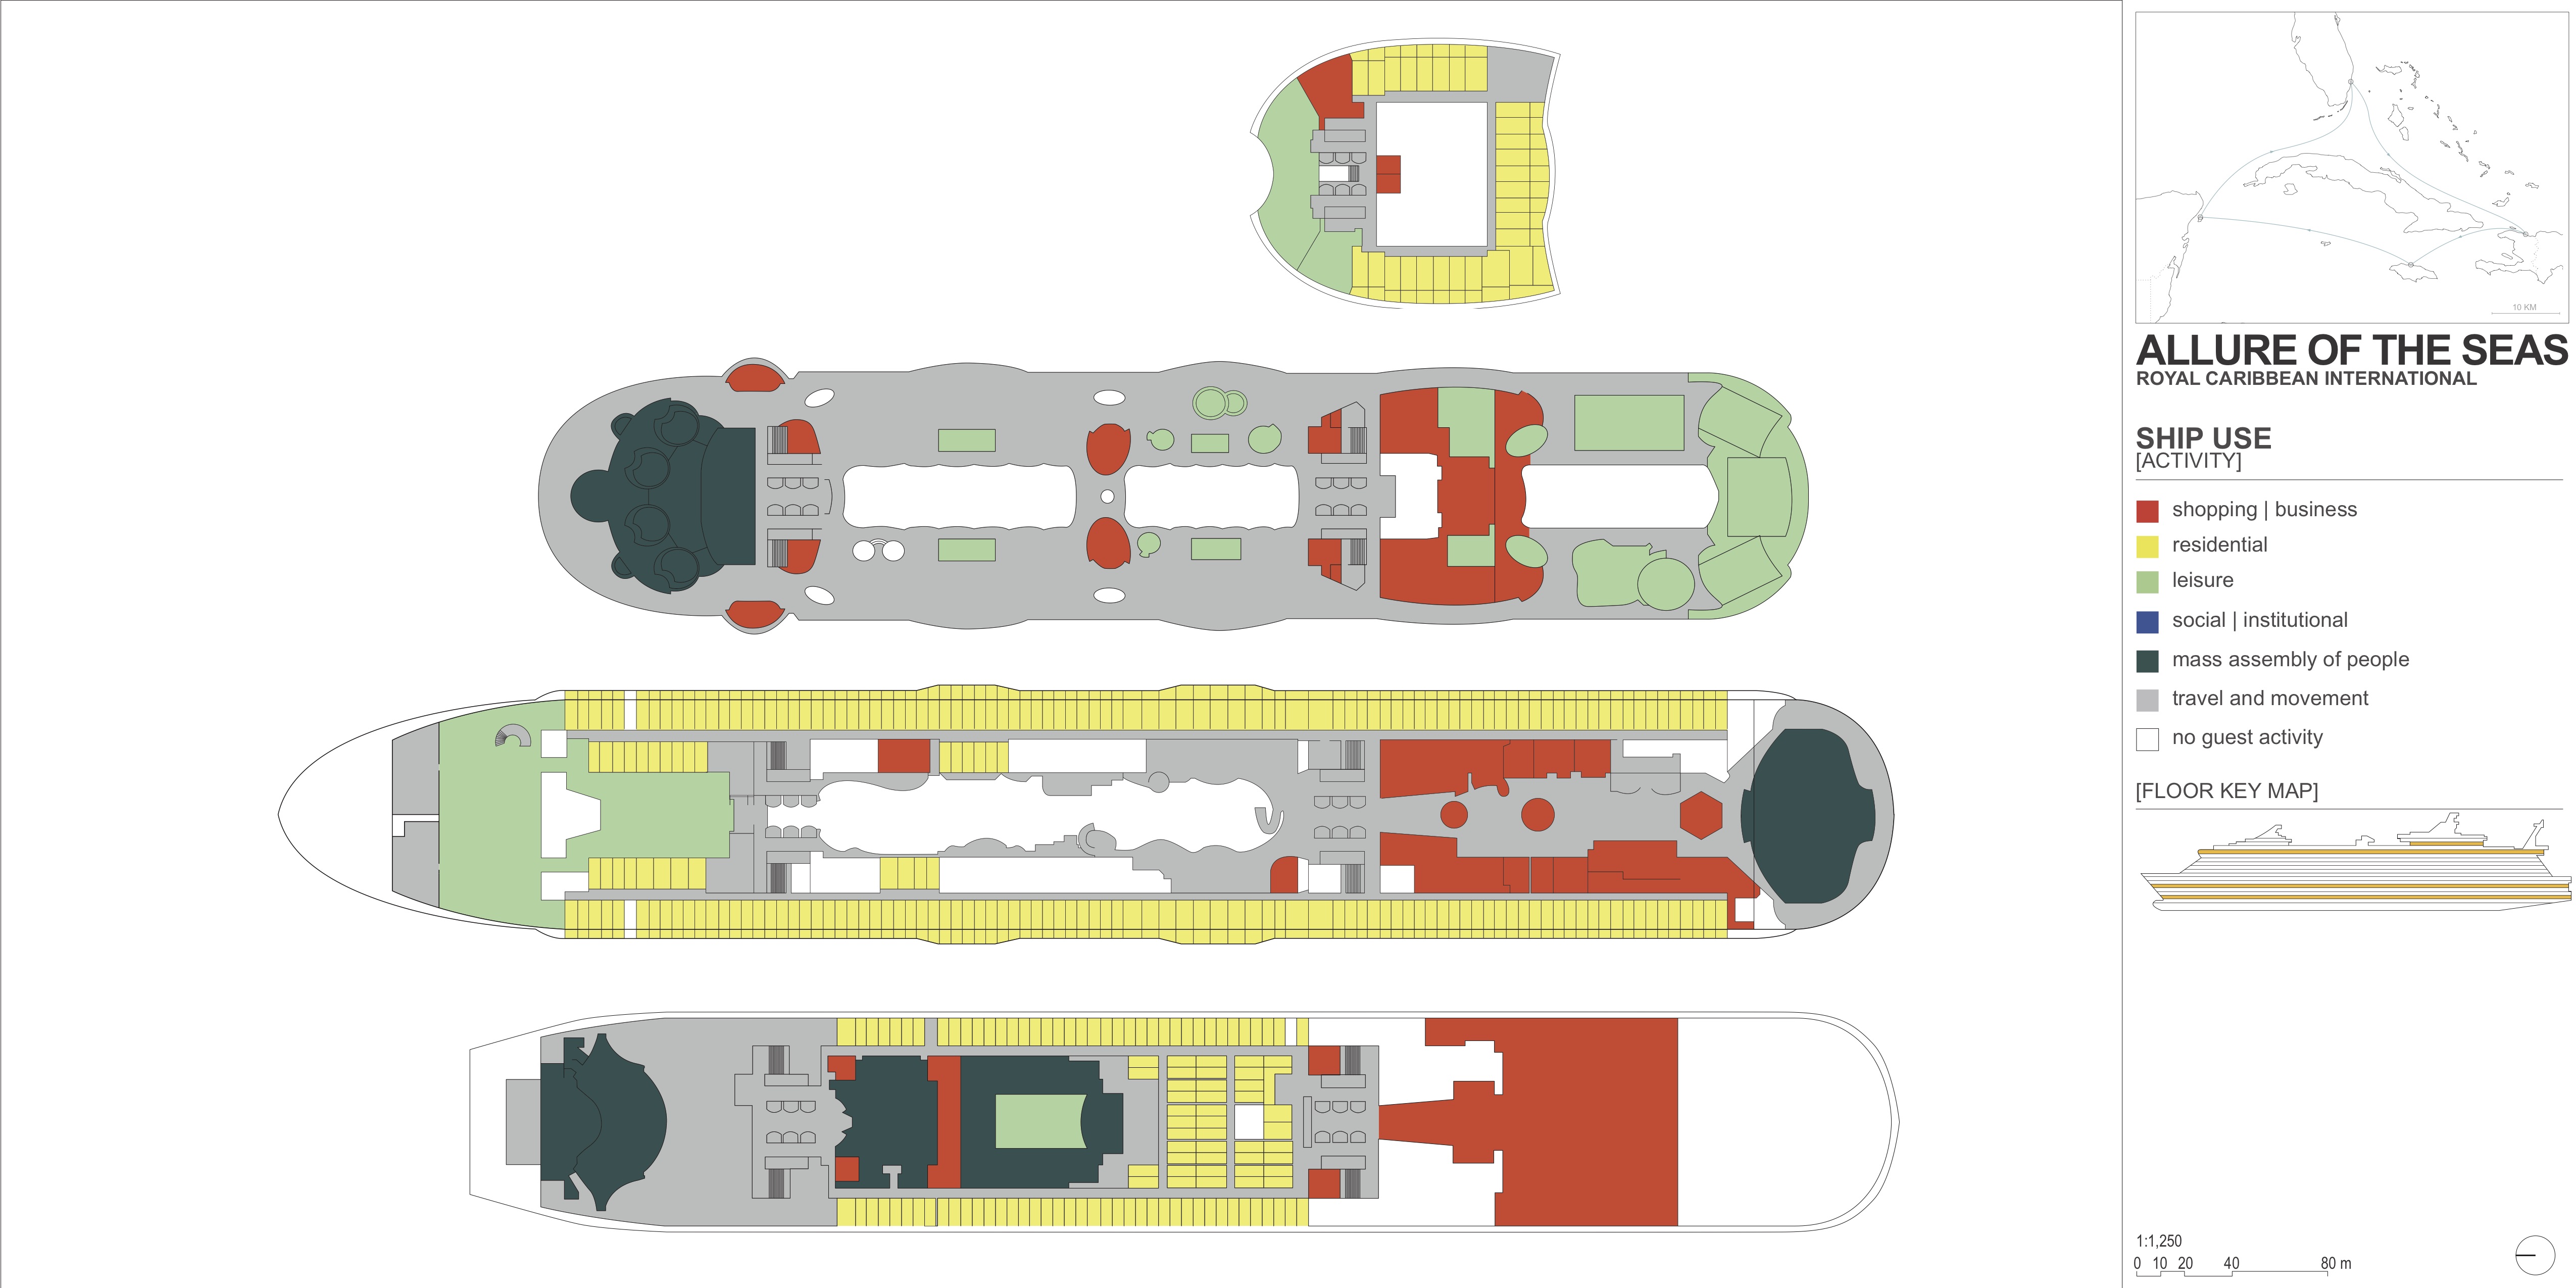 10 KM
ALLURE OF THE SEAS
ROYAL CARIBBEAN INTERNATIONAL
SHIP USE
[ACTIVITY]
shopping | business
residential
leisure
social | institutional
mass assembly of people
travel and movement
no guest activity
[FLOOR KEY MAP]
1:1,250
0 10 20 40 80 m